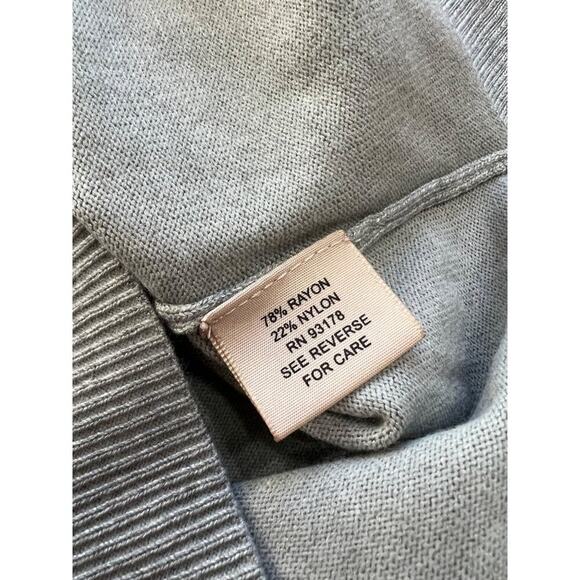 78% RAYON
22% NYLON
RN 93178
SEE REVERSE
FOR CARE